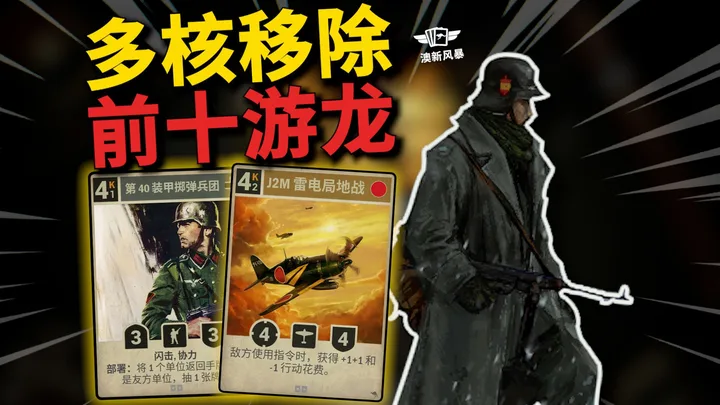 多核移除
前十游龙
澳新风暴
4K
1
第 40 装甲掷弹兵团
3
3
闪击, 协力
部署：将 1 个单位返回手
是友方单位，抽 1 张牌
4K
2
J2M 雷电局地战
4
4
敌方使用指令时，获得 +1+1 和
-1 行动花费。